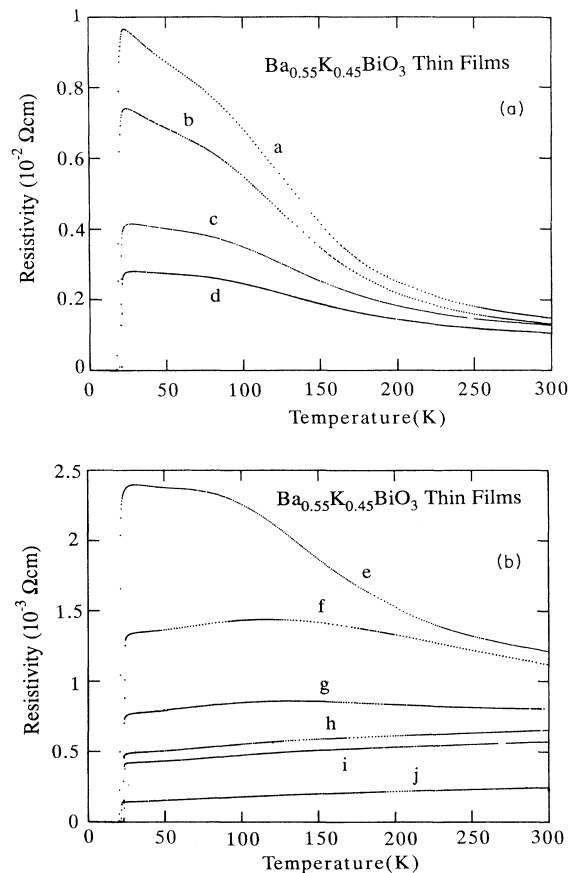 1
Ba0.55K0.45BiO3 Thin Films
(a)
0.8
0.6
0.4
0.2
0
Resistivity (10-2 Ωcm)
a
b
c
d
0 50 100 150 200 250 300
Temperature(K)
2.5
Ba0.55K0.45BiO3 Thin Films
(b)
2
1.5
1
0.5
0
Resistivity (10-3 Ωcm)
e
f
g
h
i
j
0 50 100 150 200 250 300
Temperature(K)